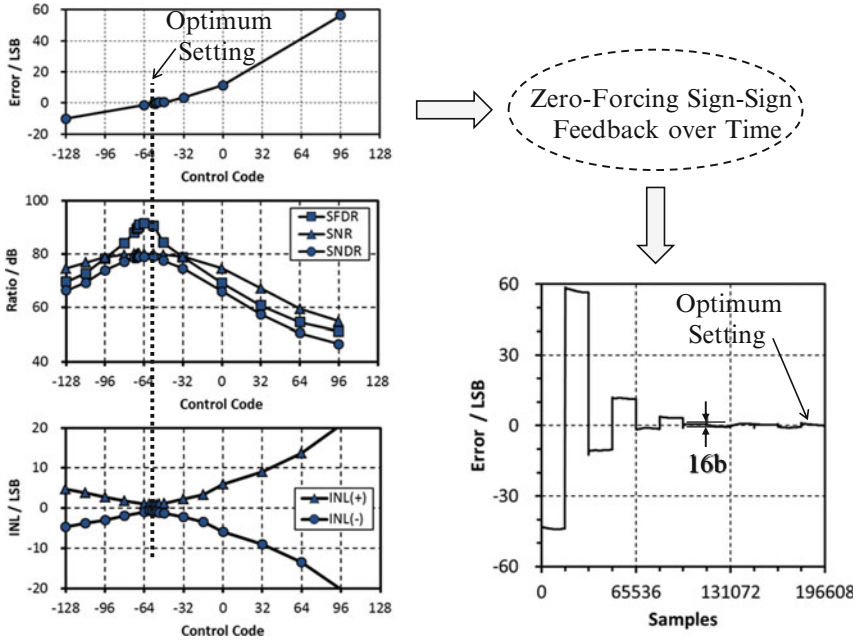 60
40
20
0
-20
Error / LSB
Optimum
Setting
-128 -96 -64 -32 0 32 64 96 128
Control Code
100
80
60
40
Ratio / dB
SFDR
SNR
SNDR
-128 -96 -64 -32 0 32 64 96 128
Control Code
20
10
0
-10
-20
INL / LSB
INL(+)
INL(-)
-128 -96 -64 -32 0 32 64 96 128
Control Code
Zero-Forcing Sign-Sign
Feedback over Time
60
30
0
-30
-60
Error / LSB
Optimum
Setting
16b
0 65536 131072 196608
Samples